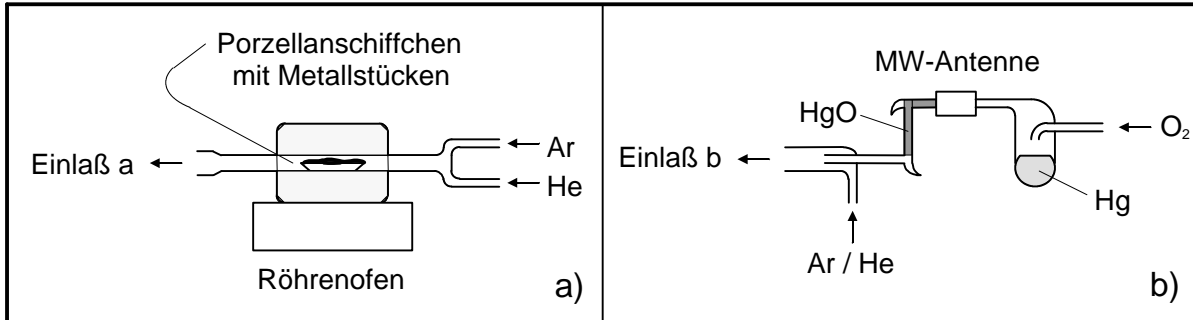 Porzellanschiffchen
mit Metallstücken
Einlaß a
Ar
He
Röhrenofen
a)
MW-Antenne
HgO
O₂
Einlaß b
Hg
Ar / He
b)